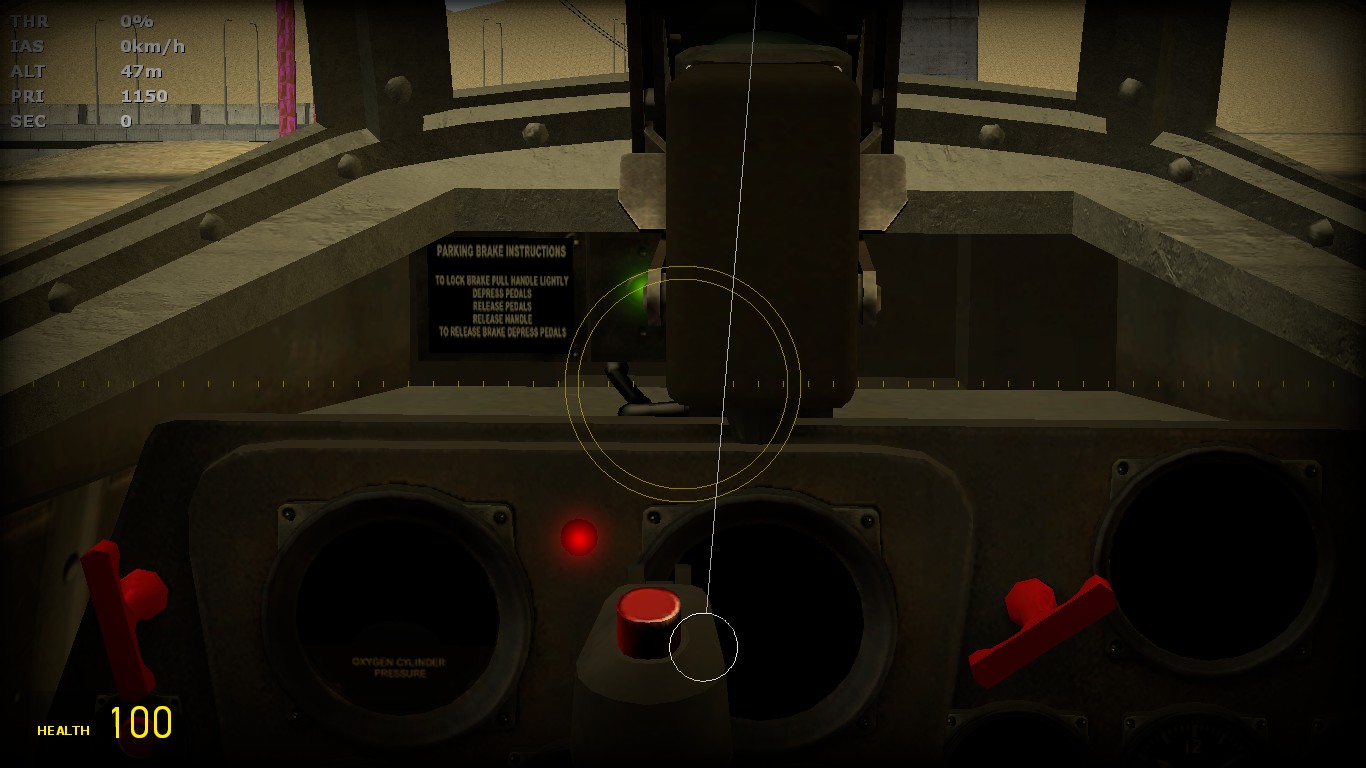 THR 0%
IAS 0km/h
ALT 47m
PRI 1150
SEC 0
PARKING BRAKE INSTRUCTIONS
TO LOCK BRAKE PULL HANDLE LIGHTLY
DEPRESS PEDALS
RELEASE PEDALS
RELEASE HANDLE
TO RELEASE BRAKE DEPRESS PEDALS
OXYGEN CYLINDER
PRESSURE
HEALTH 100
12